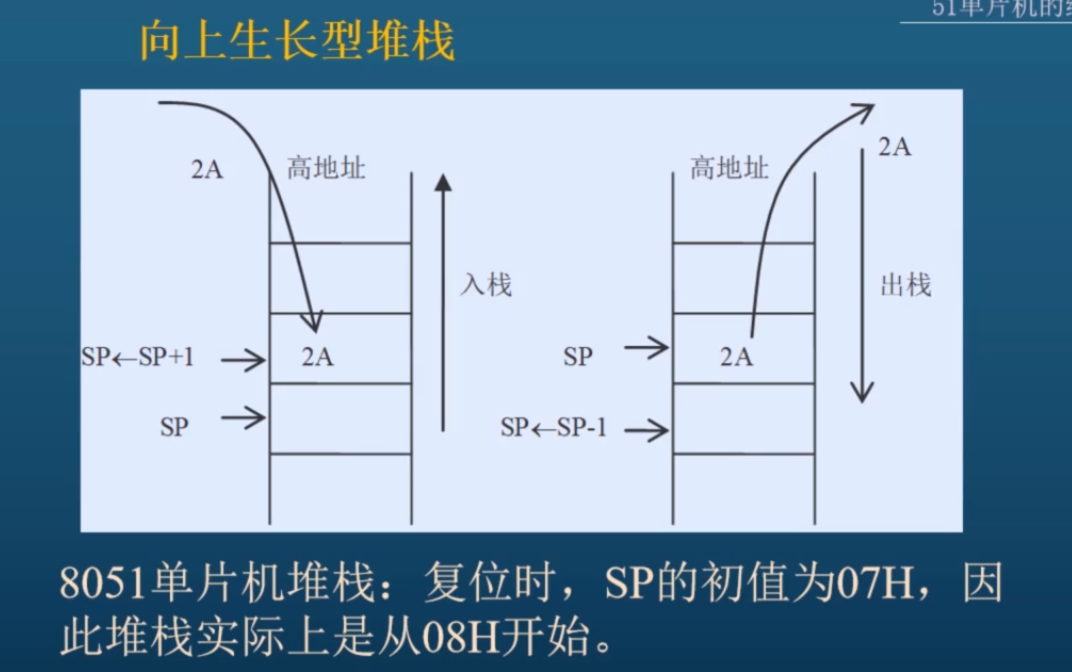 51单片机的
向上生长型堆栈
2A
高地址
入栈
SP←SP+1
2A
SP
高地址
2A
出栈
SP
2A
SP←SP-1
8051单片机堆栈：复位时，SP的初值为07H，因
此堆栈实际上是从08H开始。